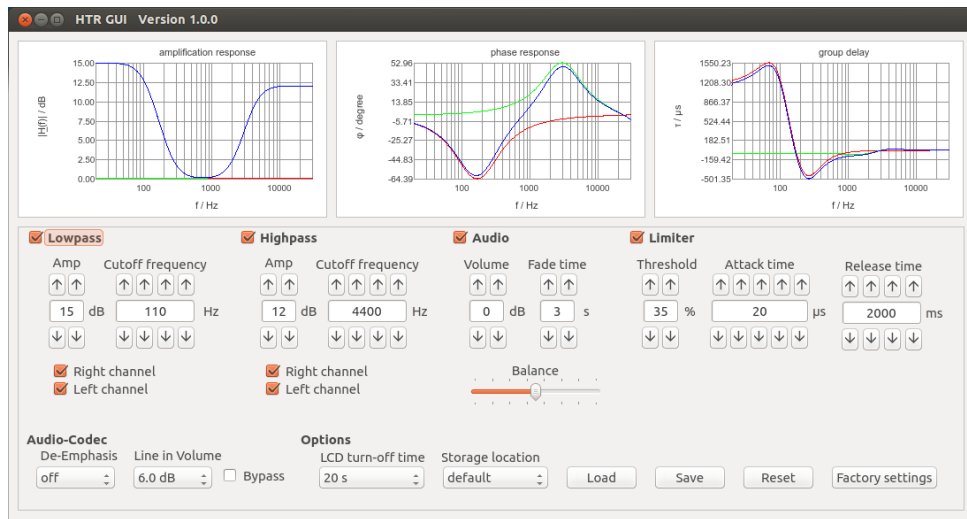 HTR GUI Version 1.0.0
amplification response
|H(f)| / dB
15.00
12.50
10.00
7.50
5.00
2.50
0.00
100
1000
10000
f / Hz
phase response
φ / degree
52.96
33.41
13.85
-5.71
-25.27
-44.83
-64.39
100
1000
10000
f / Hz
group delay
τ / µs
1550.23
1208.30
866.37
524.44
182.51
-159.42
-501.35
100
1000
10000
f / Hz
Lowpass
Highpass
Audio
Limiter
Amp
Cutoff frequency
Amp
Cutoff frequency
Volume
Fade time
Threshold
Attack time
Release time
15 dB
110 Hz
12 dB
4400 Hz
0 dB
3 s
35 %
20 µs
2000 ms
Right channel
Left channel
Right channel
Left channel
Balance
Audio-Codec
De-Emphasis
Line in Volume
off
6.0 dB
Bypass
Options
LCD turn-off time
Storage location
20 s
default
Load
Save
Reset
Factory settings